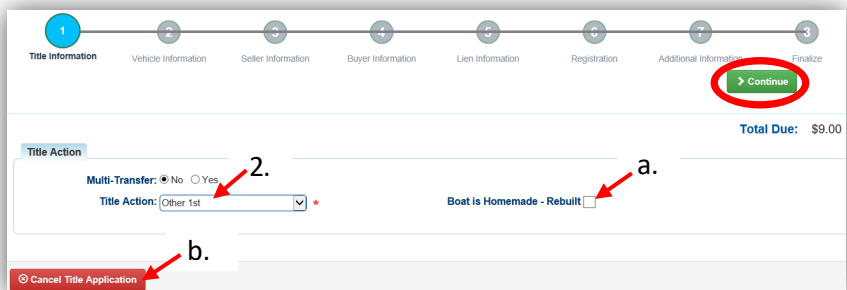 1 2 3 4 5 6 7 3
Title Information Vehicle Information Seller Information Buyer Information Lien Information Registration Additional Information Finalize
Continue
Total Due: $9.00
Title Action
Multi-Transfer: No Yes 2. a.
Title Action: Other 1st * Boat is Homemade - Rebuilt
b.
Cancel Title Application